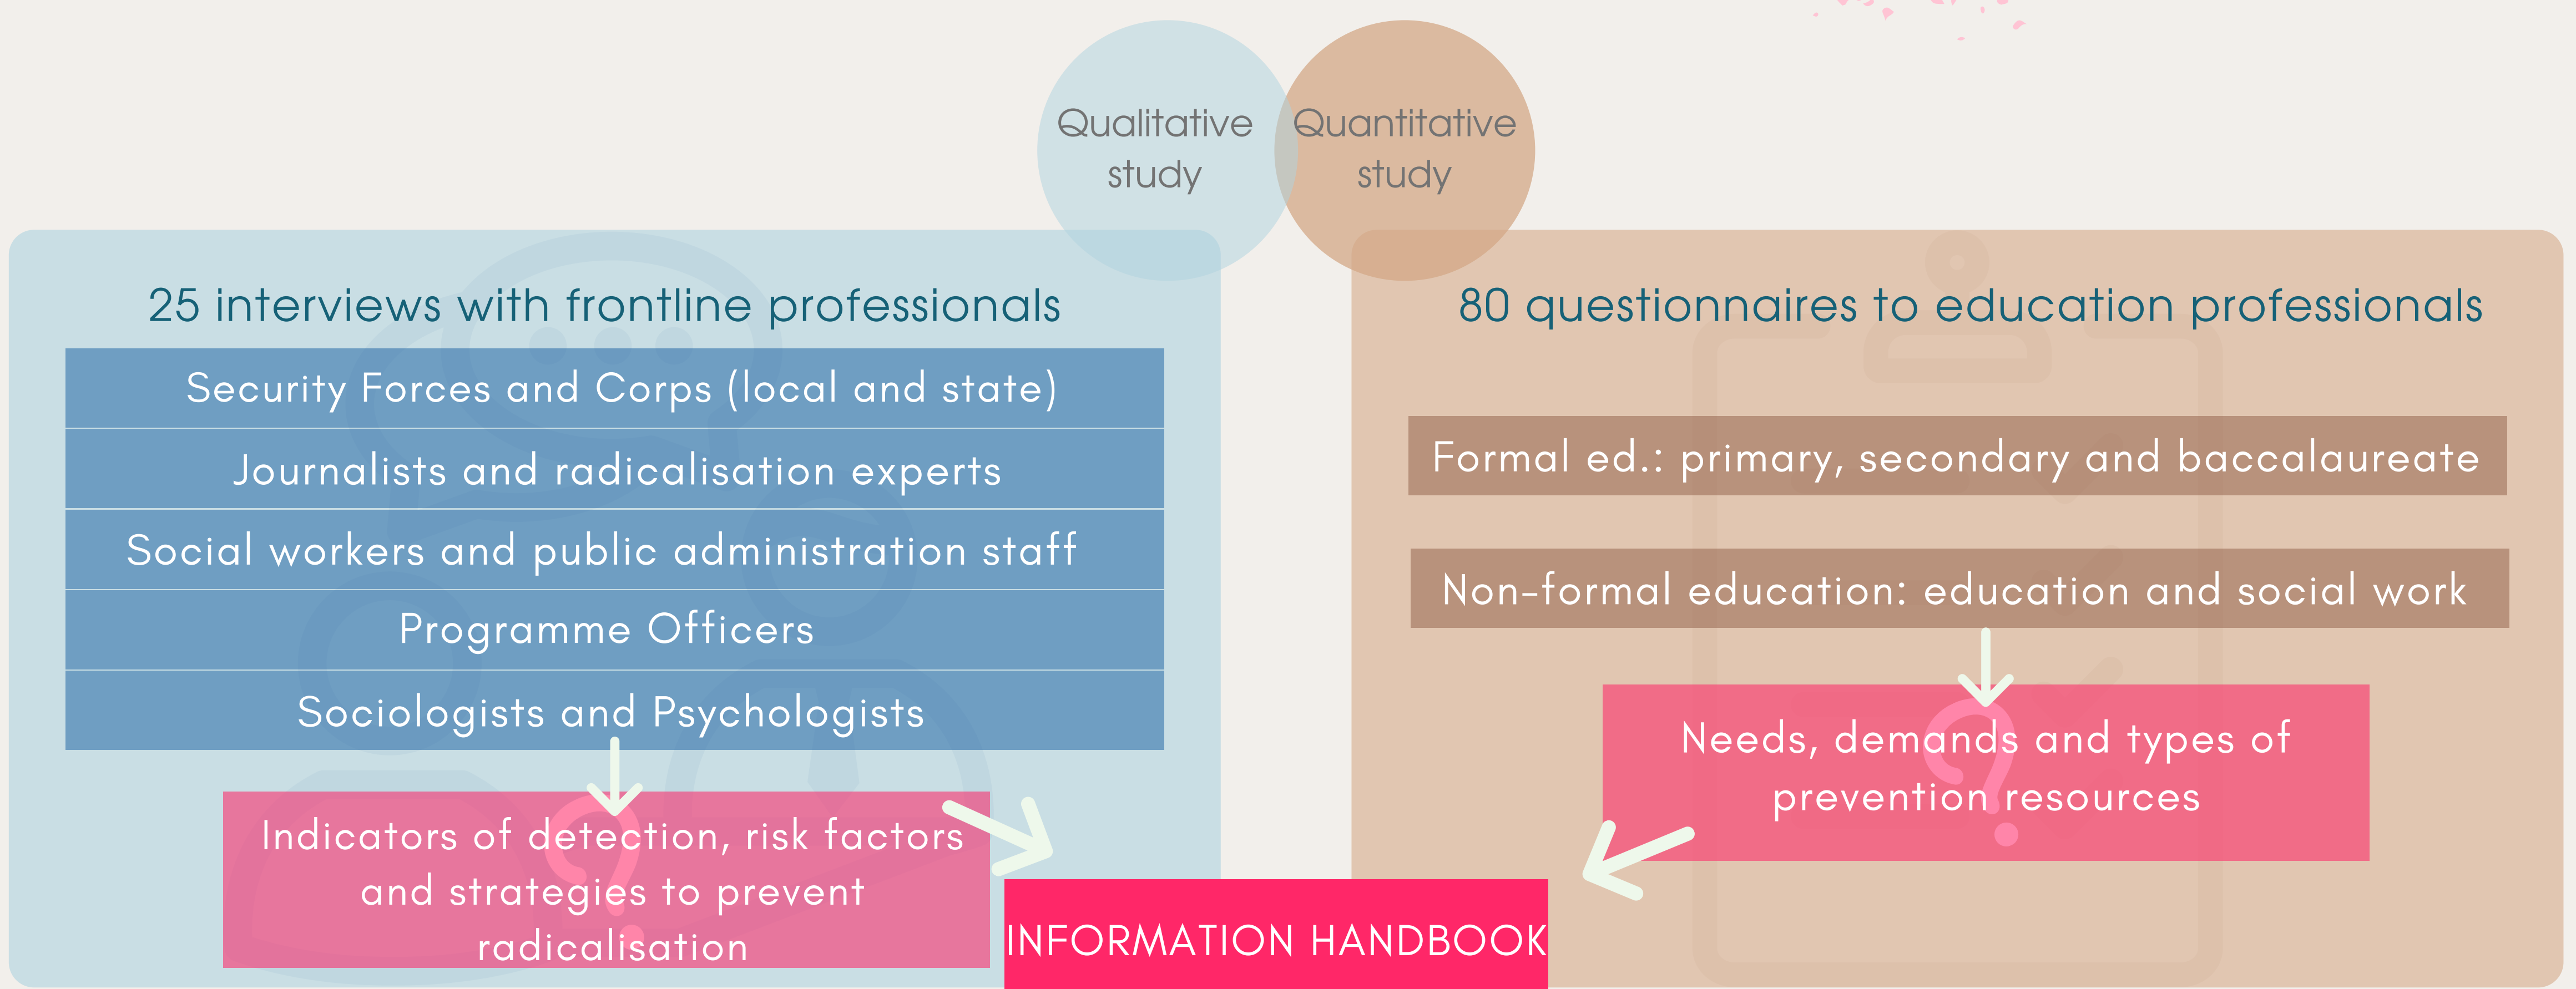 Qualitative
study
Quantitative
study
25 interviews with frontline professionals
Security Forces and Corps (local and state)
Journalists and radicalisation experts
Social workers and public administration staff
Programme Officers
Sociologists and Psychologists
Indicators of detection, risk factors
and strategies to prevent
radicalisation
80 questionnaires to education professionals
Formal ed.: primary, secondary and baccalaureate
Non-formal education: education and social work
Needs, demands and types of
prevention resources
INFORMATION HANDBOOK